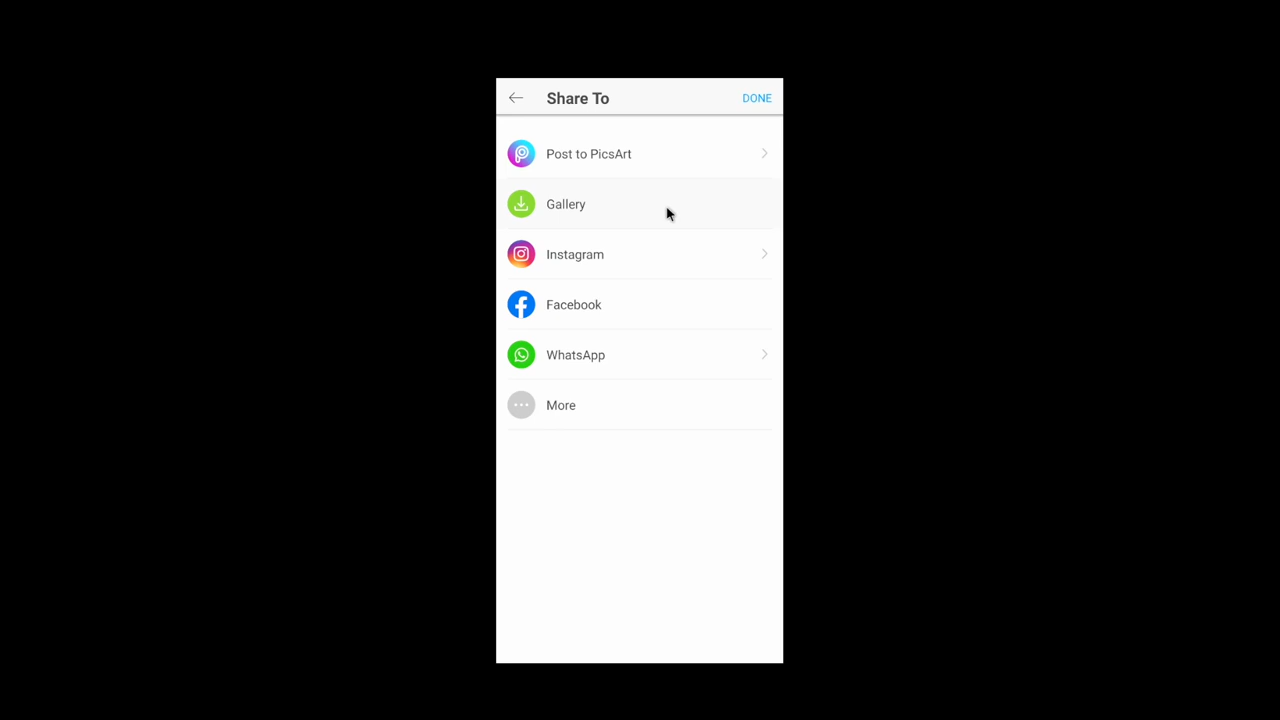 Share To
DONE
Post to PicsArt
Gallery
Instagram
Facebook
WhatsApp
More